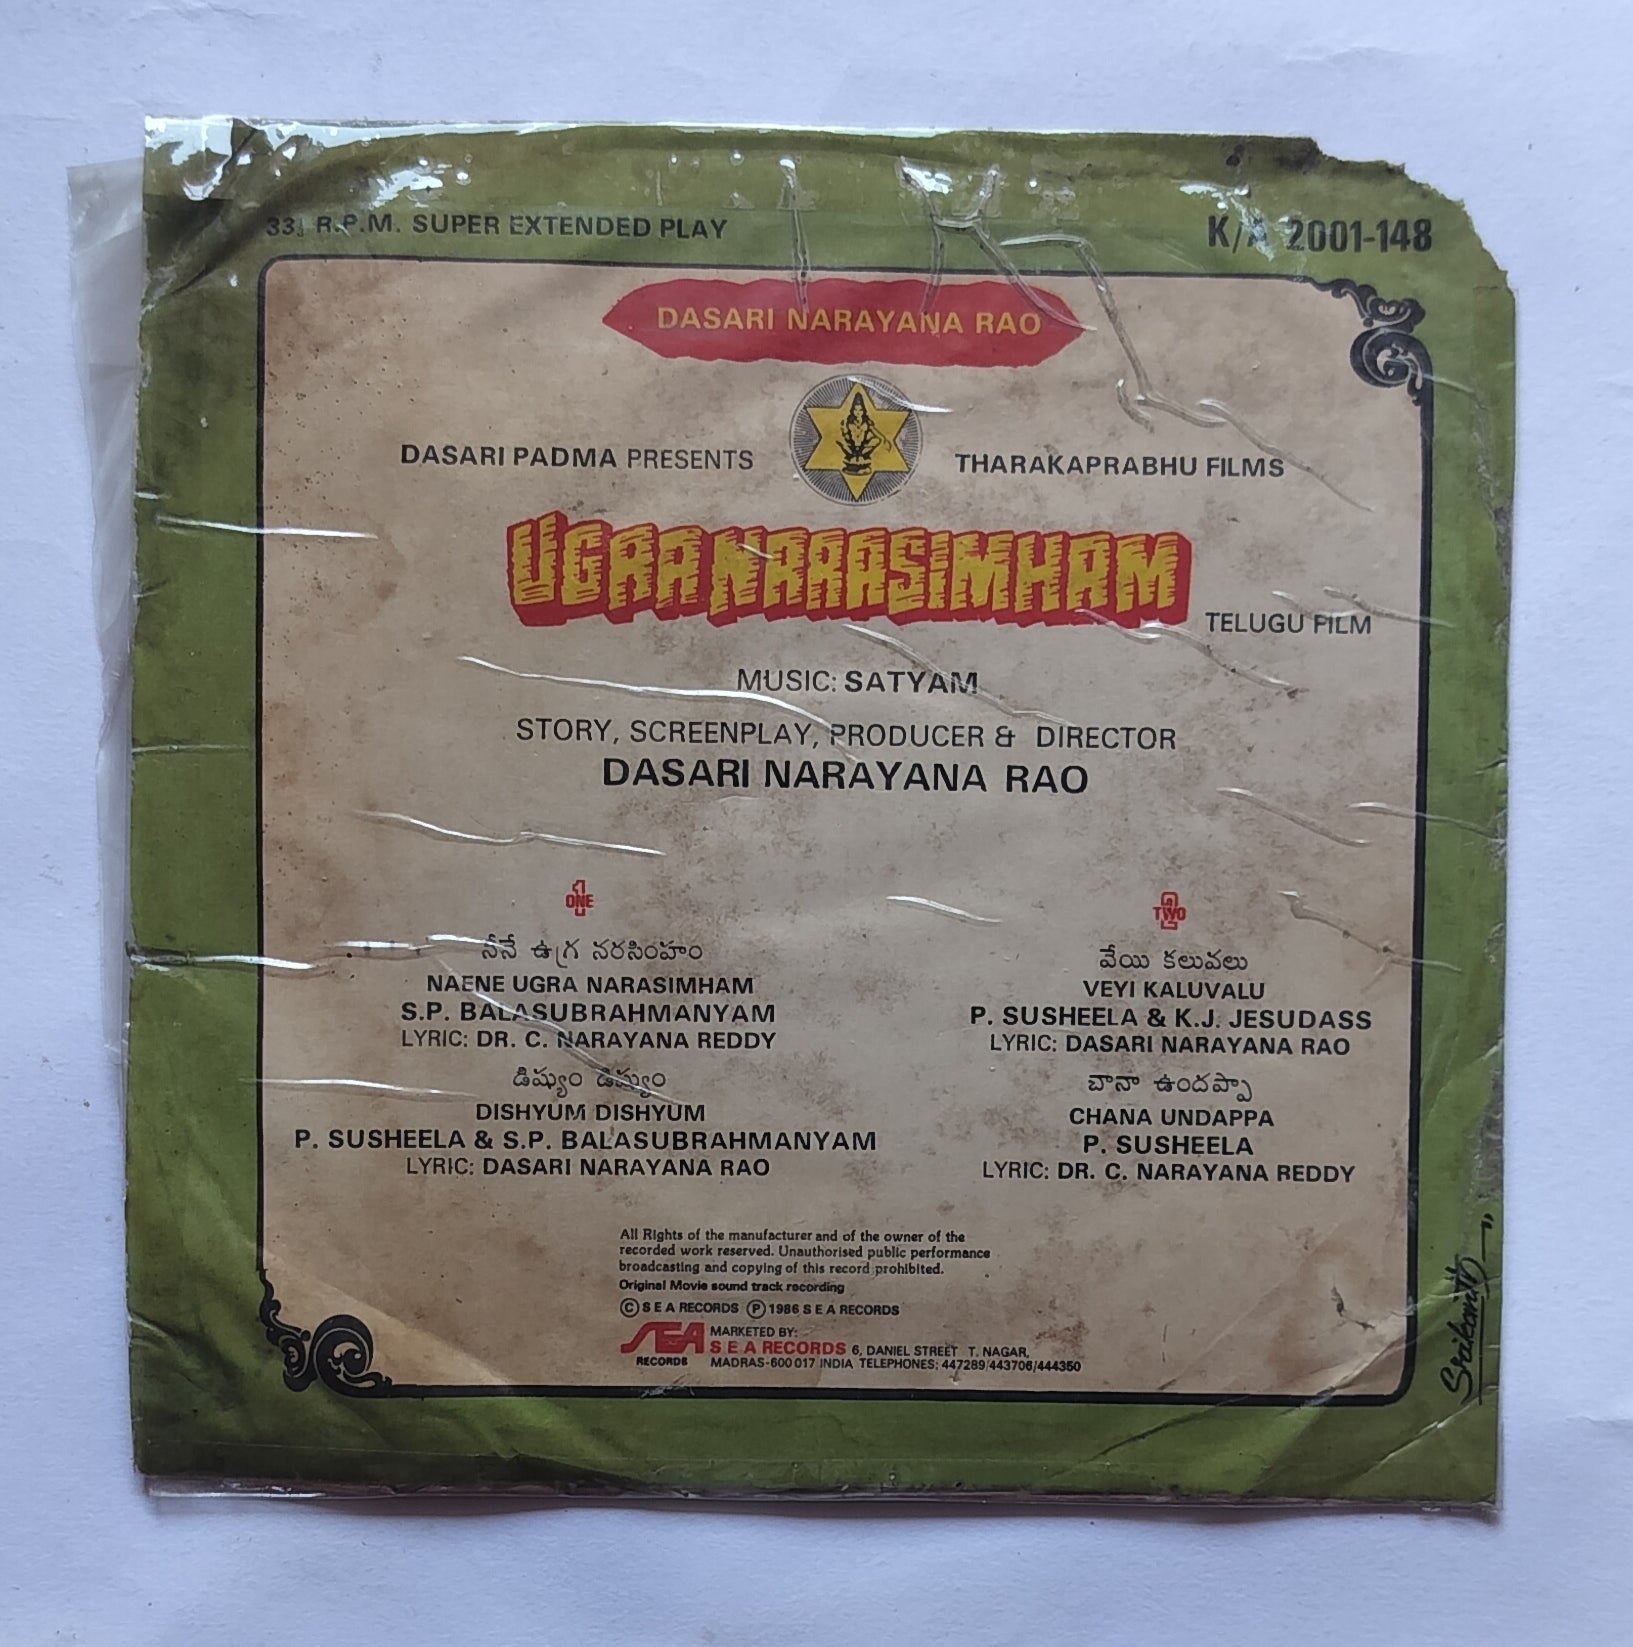 33⅓ R.P.M. SUPER EXTENDED PLAY
K/A 2001-148
DASARI NARAYANA RAO
DASARI PADMA PRESENTS
THARAKAPRABHU FILMS
UGRA NARASIMHAM
TELUGU FILM
MUSIC: SATYAM
STORY, SCREENPLAY, PRODUCER & DIRECTOR
DASARI NARAYANA RAO
1 ONE
నేనే ఉగ్ర నరసింహం
NAENE UGRA NARASIMHAM
S.P. BALASUBRAHMANYAM
LYRIC: DR. C. NARAYANA REDDY
డిష్యుం డిష్యుం
DISHYUM DISHYUM
P. SUSHEELA & S.P. BALASUBRAHMANYAM
LYRIC: DASARI NARAYANA RAO
2 TWO
వేయి కలువలు
VEYI KALUVALU
P. SUSHEELA & K.J. JESUDASS
LYRIC: DASARI NARAYANA RAO
చానా ఉందప్పా
CHANA UNDAPPA
P. SUSHEELA
LYRIC: DR. C. NARAYANA REDDY
All Rights of the manufacturer and of the owner of the
recorded work reserved. Unauthorised public performance
broadcasting and copying of this record prohibited.
Original Movie sound track recording
© S E A RECORDS Ⓟ 1986 S E A RECORDS
SEA RECORDS
MARKETED BY:
S E A RECORDS 6, DANIEL STREET T. NAGAR,
MADRAS-600 017 INDIA TELEPHONES: 447289/443706/444350
Srikanth